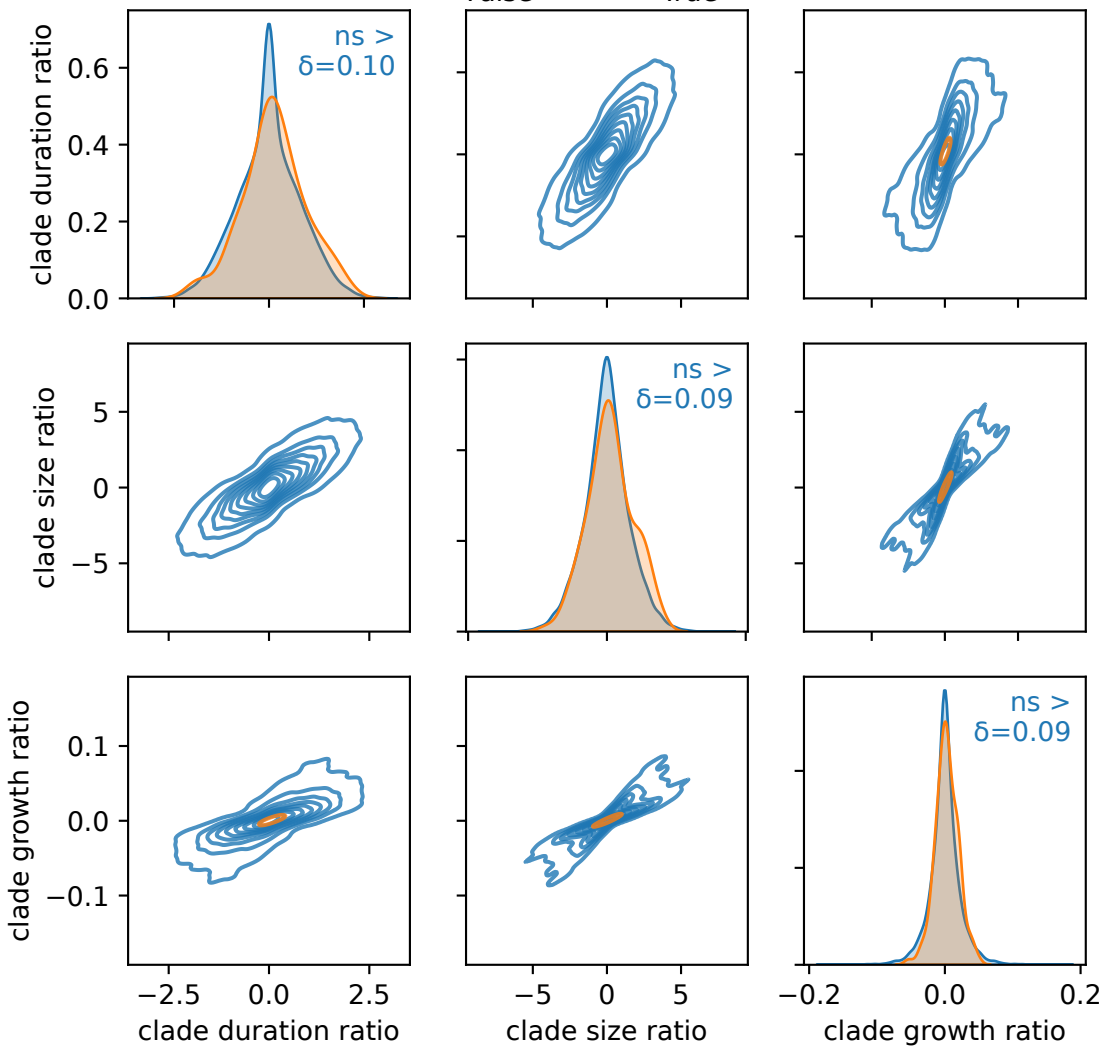 ns >
δ=0.10
clade duration ratio
0.6
0.4
0.2
0.0
ns >
δ=0.09
clade size ratio
5
0
−5
ns >
δ=0.09
clade growth ratio
0.1
0.0
−0.1
−2.5 0.0 2.5
−5 0 5
−0.2 0.0 0.2
clade duration ratio
clade size ratio
clade growth ratio